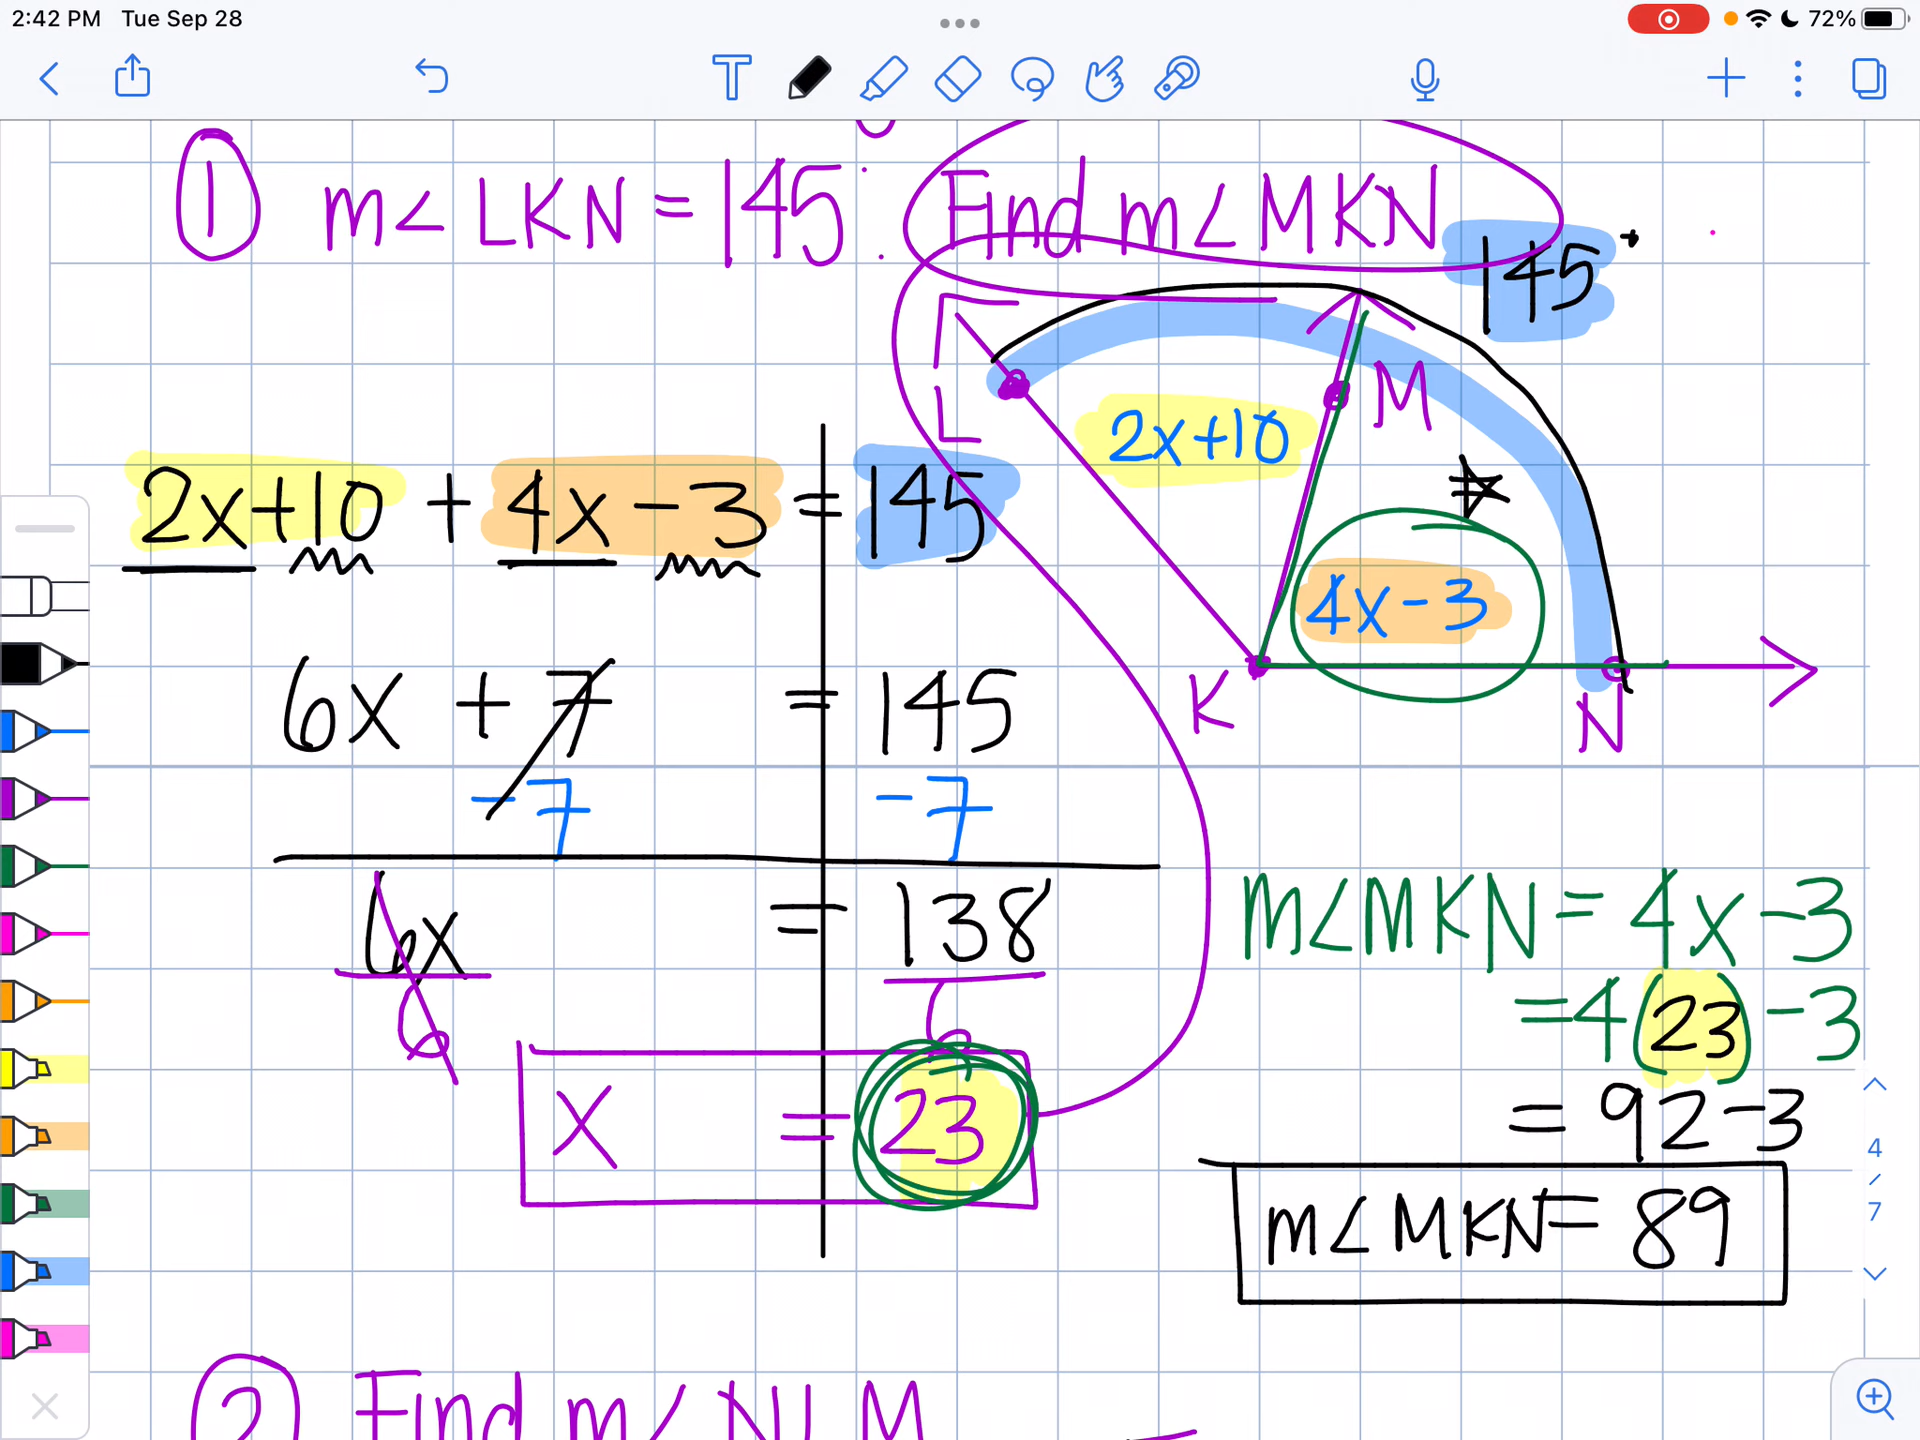 2:42 PM Tue Sep 28
72%
① m∠LKN=145. Find m∠MKN
145°
L
M
2x+10
4x-3
K
N
2x+10 + 4x-3 = 145
6x + 7 = 145
-7 -7
6x = 138
6 6
x = 23
m∠MKN = 4x-3
=4(23)-3
= 92-3
m∠MKN= 89
4
/
7
② Find m∠